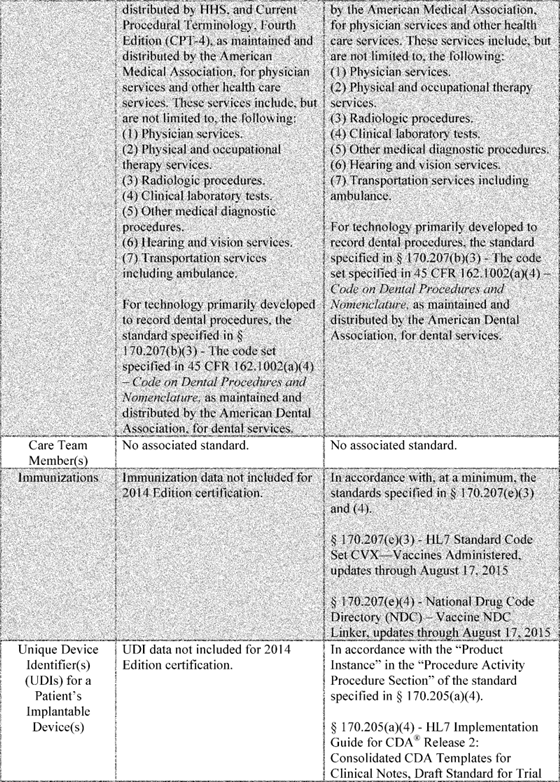 distributed by HHS, and Current
Procedural Terminology, Fourth
Edition (CPT-4), as maintained and
distributed by the American
Medical Association, for physician
services and other health care
services. These services include, but
are not limited to, the following:
(1) Physician services.
(2) Physical and occupational
therapy services.
(3) Radiologic procedures.
(4) Clinical laboratory tests.
(5) Other medical diagnostic
procedures.
(6) Hearing and vision services.
(7) Transportation services
including ambulance.
For technology primarily developed
to record dental procedures, the
standard specified in §
170.207(b)(3) - The code set
specified in 45 CFR 162.1002(a)(4)
– Code on Dental Procedures and
Nomenclature, as maintained and
distributed by the American Dental
Association, for dental services.
by the American Medical Association,
for physician services and other health
care services. These services include, but
are not limited to, the following:
(1) Physician services.
(2) Physical and occupational therapy
services.
(3) Radiologic procedures.
(4) Clinical laboratory tests.
(5) Other medical diagnostic procedures.
(6) Hearing and vision services.
(7) Transportation services including
ambulance.
For technology primarily developed to
record dental procedures, the standard
specified in § 170.207(b)(3) - The code
set specified in 45 CFR 162.1002(a)(4) –
Code on Dental Procedures and
Nomenclature, as maintained and
distributed by the American Dental
Association, for dental services.
Care Team
Member(s)
No associated standard.
No associated standard.
Immunizations
Immunization data not included for
2014 Edition certification.
In accordance with, at a minimum, the
standards specified in § 170.207(e)(3)
and (4).
§ 170.207(e)(3) - HL7 Standard Code
Set CVX—Vaccines Administered,
updates through August 17, 2015
§ 170.207(e)(4) - National Drug Code
Directory (NDC) – Vaccine NDC
Linker, updates through August 17, 2015
Unique Device
Identifier(s)
(UDIs) for a
Patient's
Implantable
Device(s)
UDI data not included for 2014
Edition certification.
In accordance with the “Product
Instance” in the “Procedure Activity
Procedure Section” of the standard
specified in § 170.205(a)(4).
§ 170.205(a)(4) - HL7 Implementation
Guide for CDA® Release 2:
Consolidated CDA Templates for
Clinical Notes, Draft Standard for Trial